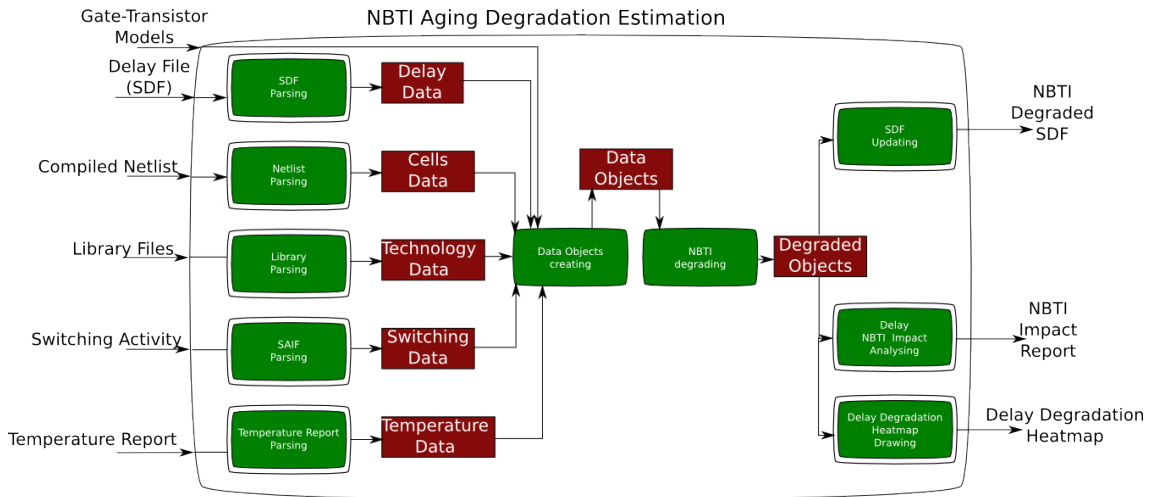 NBTI Aging Degradation Estimation
Gate-Transistor
Models
Delay File
(SDF)
SDF
Parsing
Delay
Data
Compiled Netlist
Netlist
Parsing
Cells
Data
Library Files
Library
Parsing
Technology
Data
Switching Activity
SAIF
Parsing
Switching
Data
Temperature Report
Temperature Report
Parsing
Temperature
Data
Data Objects
creating
Data
Objects
NBTI
degrading
Degraded
Objects
SDF
Updating
NBTI
Degraded
SDF
Delay
NBTI Impact
Analysing
NBTI
Impact
Report
Delay Degradation
Heatmap
Drawing
Delay Degradation
Heatmap